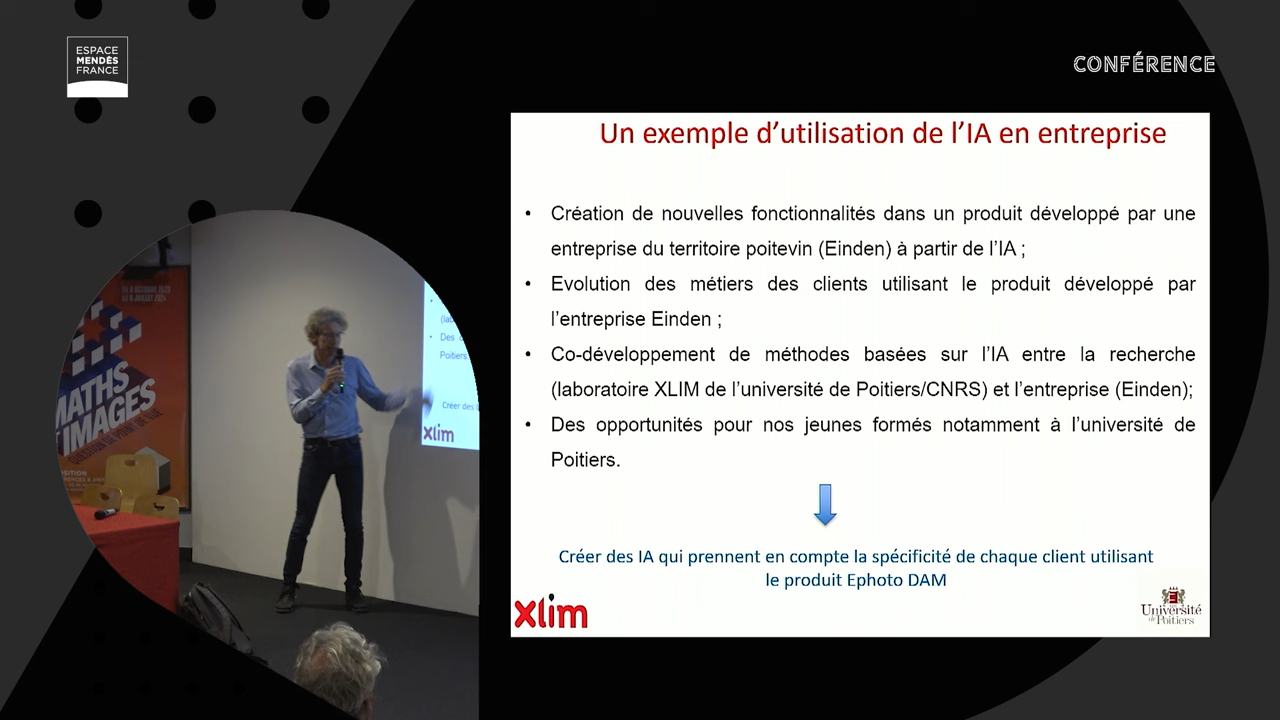 ESPACE
MENDÈS
FRANCE
CONFÉRENCE
Un exemple d’utilisation de l’IA en entreprise
• Création de nouvelles fonctionnalités dans un produit développé par une
entreprise du territoire poitevin (Einden) à partir de l’IA ;
• Evolution des métiers des clients utilisant le produit développé par
l’entreprise Einden ;
• Co-développement de méthodes basées sur l’IA entre la recherche
(laboratoire XLIM de l’université de Poitiers/CNRS) et l’entreprise (Einden);
• Des opportunités pour nos jeunes formés notamment à l’université de
Poitiers.
Créer des IA qui prennent en compte la spécificité de chaque client utilisant
le produit Ephoto DAM
Xlim
Université
de Poitiers
MATHS
IMAGES
(lab
• Des
Poitiers
Créer des
xlim